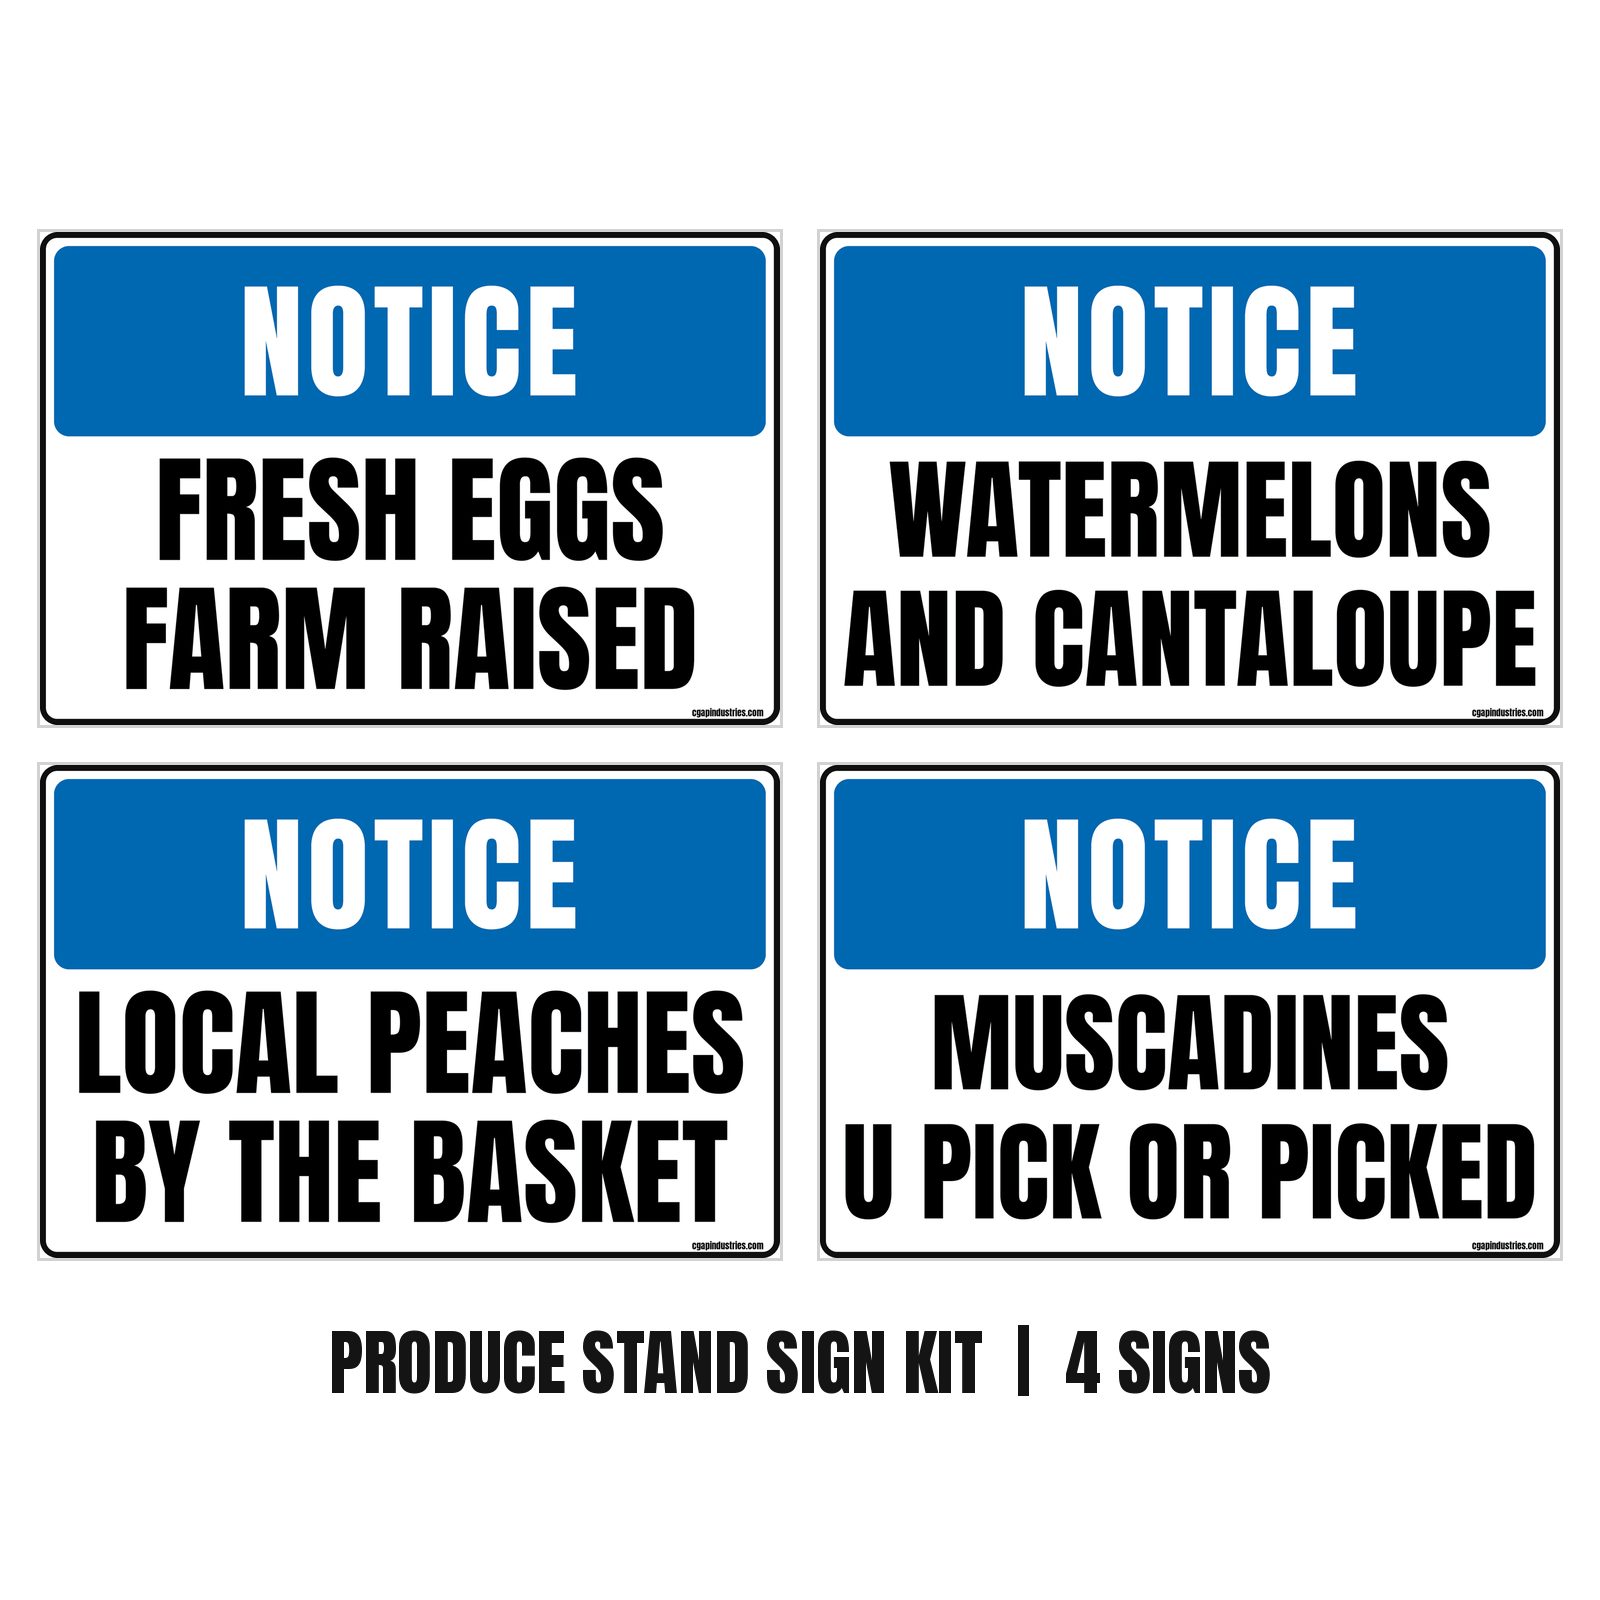 NOTICE
FRESH EGGS
FARM RAISED
cgapindustries.com
NOTICE
WATERMELONS
AND CANTALOUPE
cgapindustries.com
NOTICE
LOCAL PEACHES
BY THE BASKET
cgapindustries.com
NOTICE
MUSCADINES
U PICK OR PICKED
cgapindustries.com
PRODUCE STAND SIGN KIT | 4 SIGNS